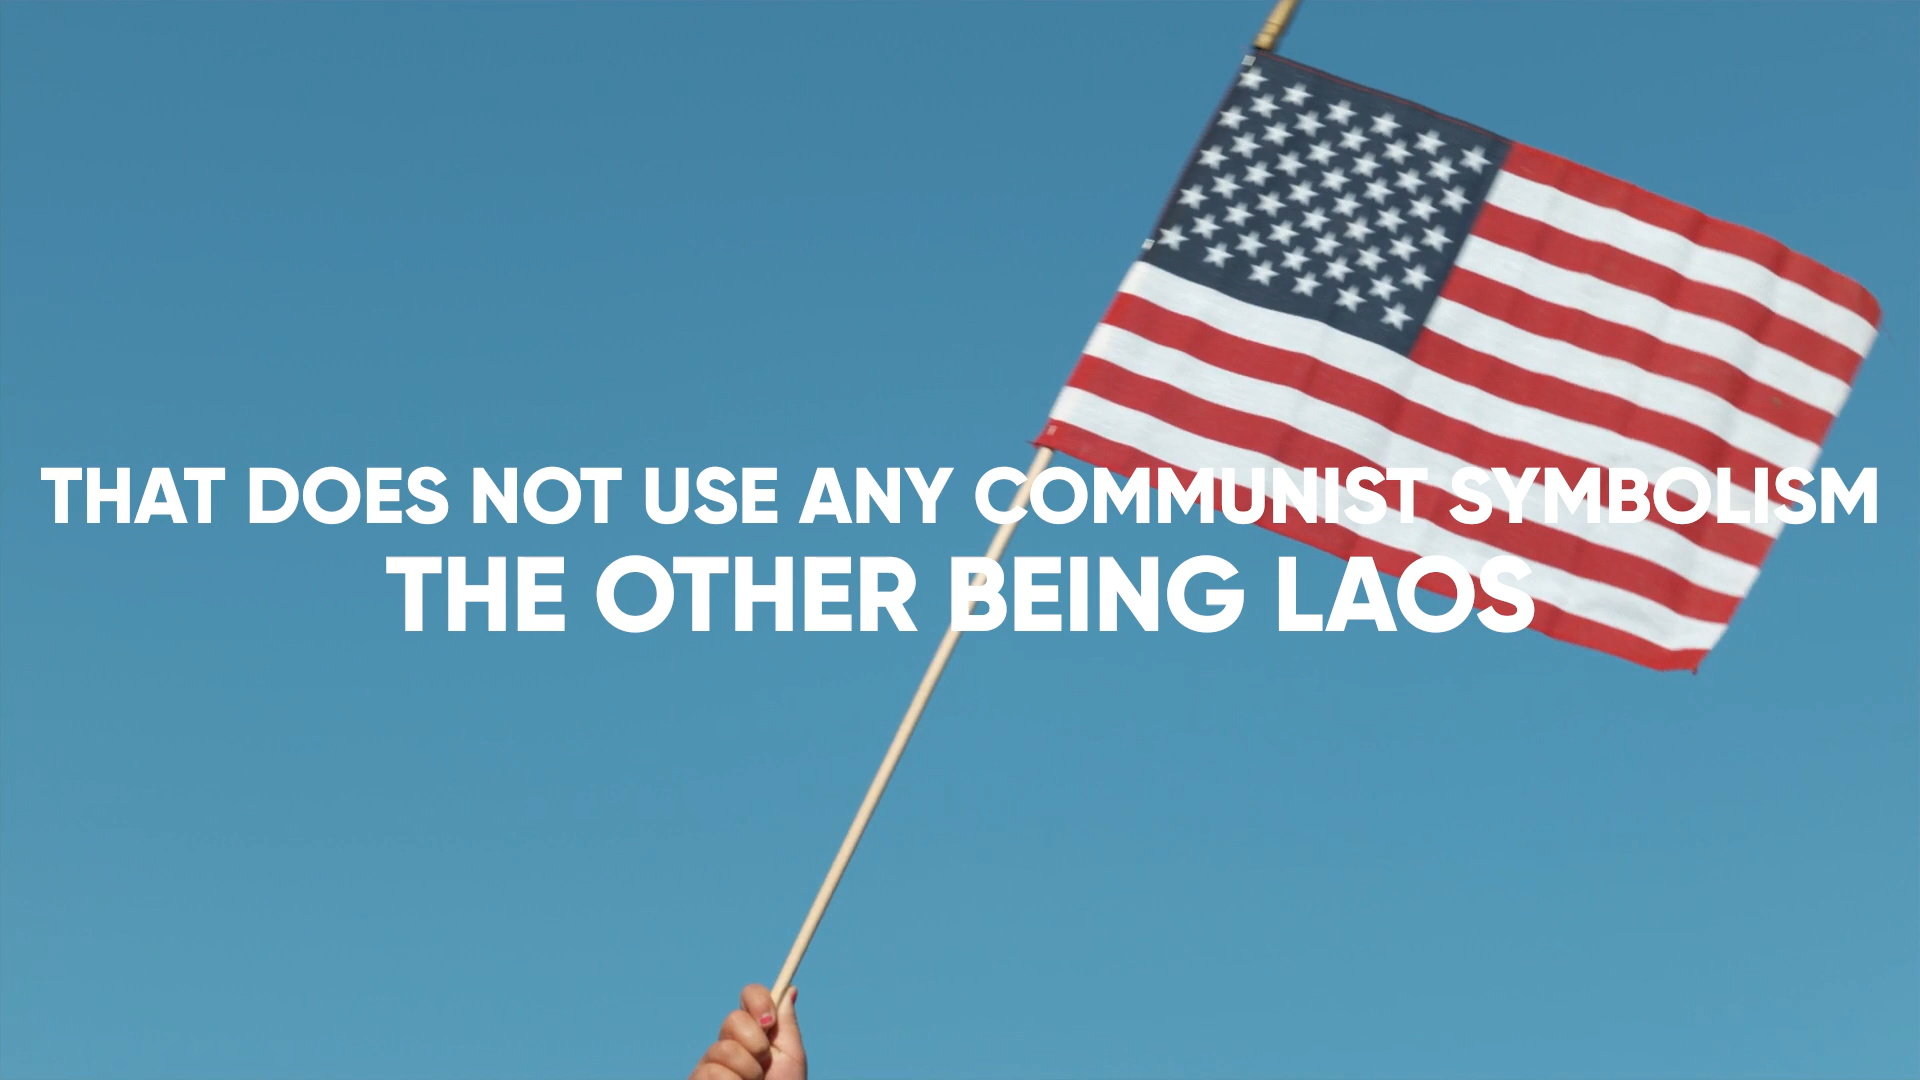 THAT DOES NOT USE ANY COMMUNIST SYMBOLISM
THE OTHER BEING LAOS